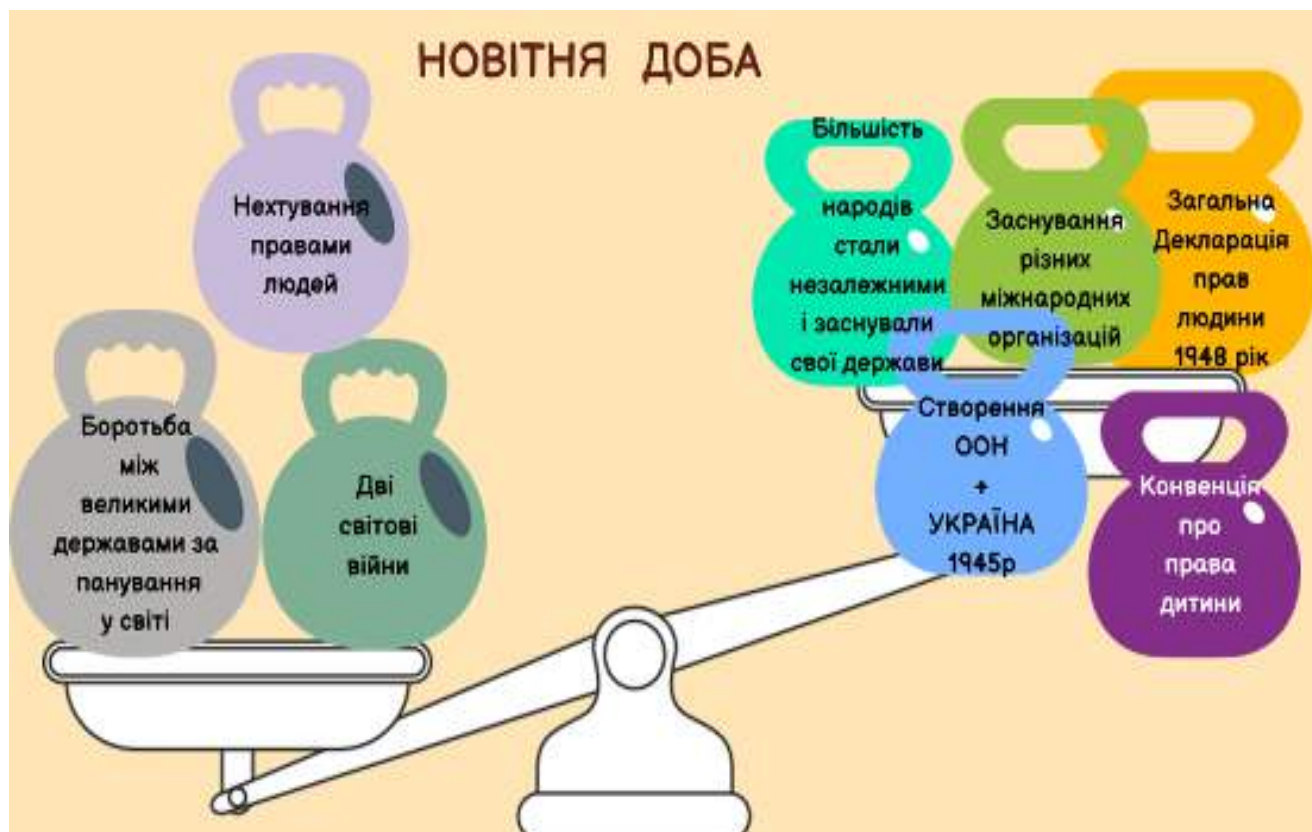 НОВІТНЯ ДОБА
Нехтування
правами
людей
Боротьба
між
великими
державами за
панування
у світі
Дві
світові
війни
Більшість
народів
стали
незалежними
і заснували
свої держави
Заснування
різних
міжнародних
організацій
Загальна
Декларація
прав
людини
1948 рік
Створення
ООН
+
УКРАЇНА
1945р
Конвенція
про
права
дитини